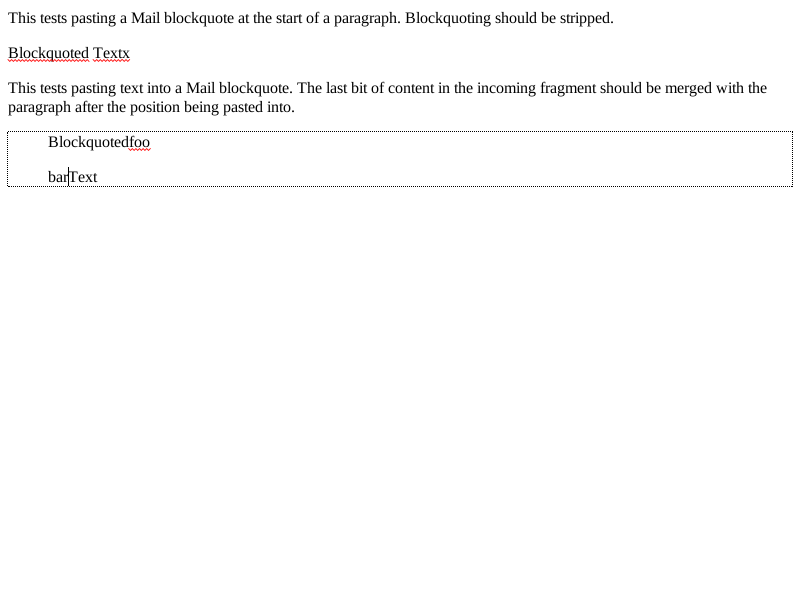 This tests pasting a Mail blockquote at the start of a paragraph. Blockquoting should be stripped.
Blockquoted Textx
This tests pasting text into a Mail blockquote. The last bit of content in the incoming fragment should be merged with the
paragraph after the position being pasted into.
Blockquotedfoo
barText